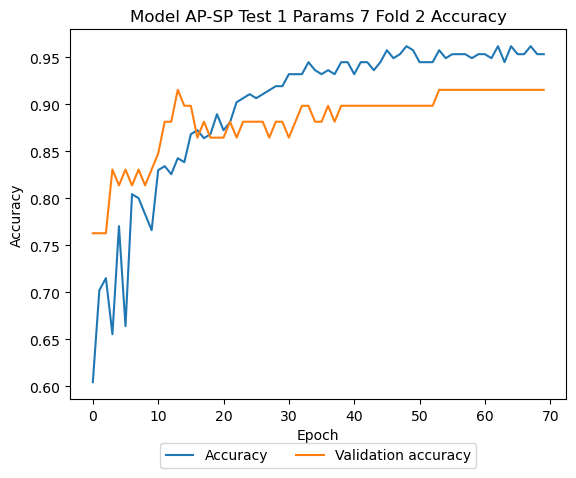 Model AP-SP Test 1 Params 7 Fold 2 Accuracy
0.95
0.90
0.85
0.80
0.75
0.70
0.65
0.60
Accuracy
0 10 20 30 40 50 60 70
Epoch
Accuracy Validation accuracy